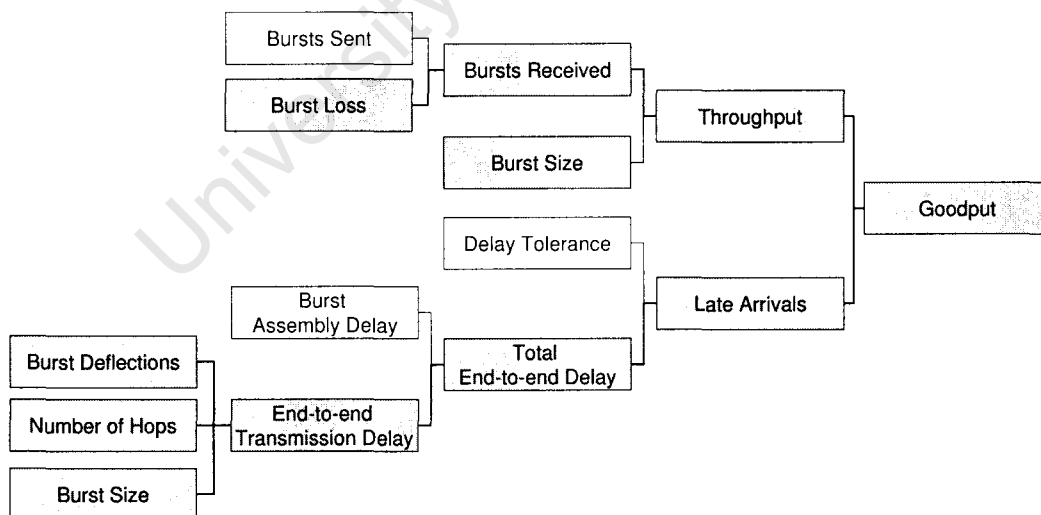 Bursts Sent
Bursts Received
Burst Loss
Throughput
Burst Size
Goodput
Delay Tolerance
Burst
Assembly Delay
Late Arrivals
Total
End-to-end Delay
Burst Deflections
Number of Hops
End-to-end
Transmission Delay
Burst Size
University